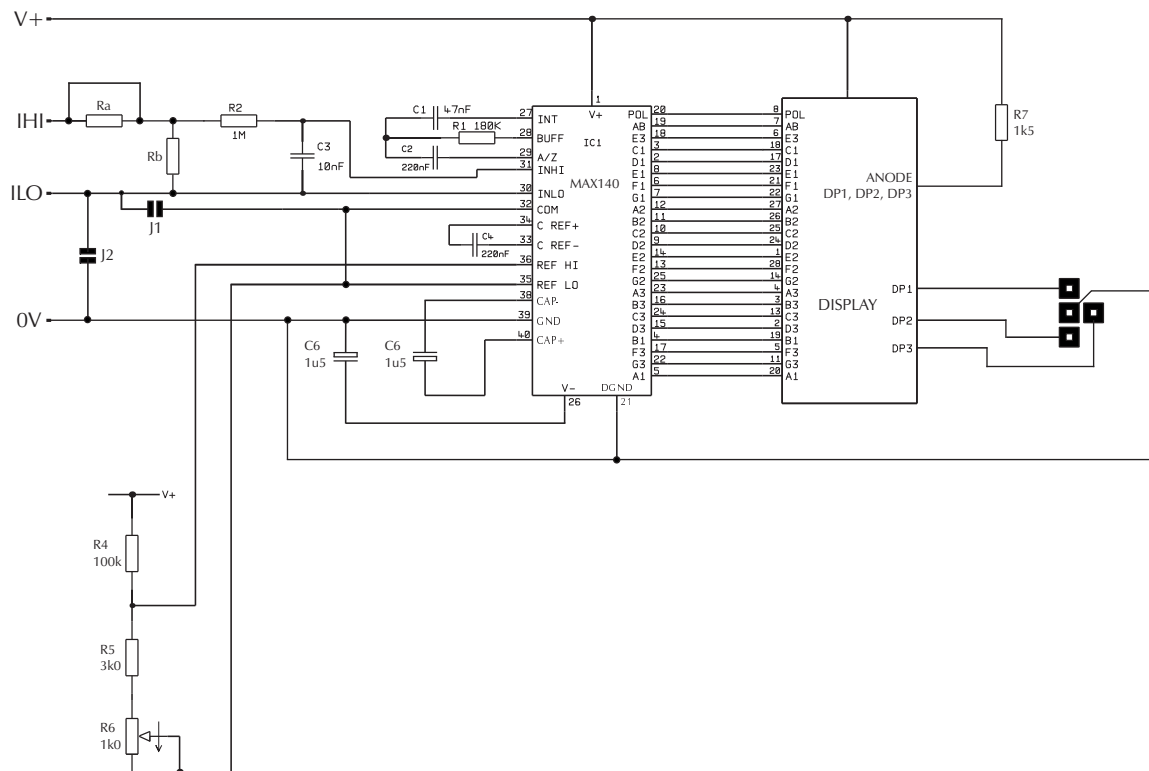 V+
IHI
Ra
Rb
R2
1M
C3
10nF
ILO
J1
J2
0V
C1 47nF
R1 180K
C2
220nF
C4
220nF
C6
1u5
C6
1u5
27 INT
28 BUFF
29 A/Z
31 INHI
30 INLO
32 COM
34 C REF+
33 C REF-
36 REF HI
35 REF LO
38 CAP-
39 GND
40 CAP+
1
V+
IC1
MAX140
V-
26
DGND
21
POL 20 8 POL
AB 19 7 AB
E3 18 6 E3
C1 3 18 C1
D1 2 17 D1
E1 8 23 E1
F1 6 21 F1
G1 7 22 G1
A2 12 27 A2
B2 11 26 B2
C2 10 25 C2
D2 9 24 D2
E2 14 1 E2
F2 13 28 F2
G2 25 14 G2
A3 23 4 A3
B3 16 3 B3
C3 24 13 C3
D3 15 2 D3
B1 4 19 B1
F3 17 5 F3
G3 22 11 G3
A1 5 20 A1
ANODE
DP1, DP2, DP3
DISPLAY
DP1
DP2
DP3
R7
1k5
V+
R4
100k
R5
3k0
R6
1k0